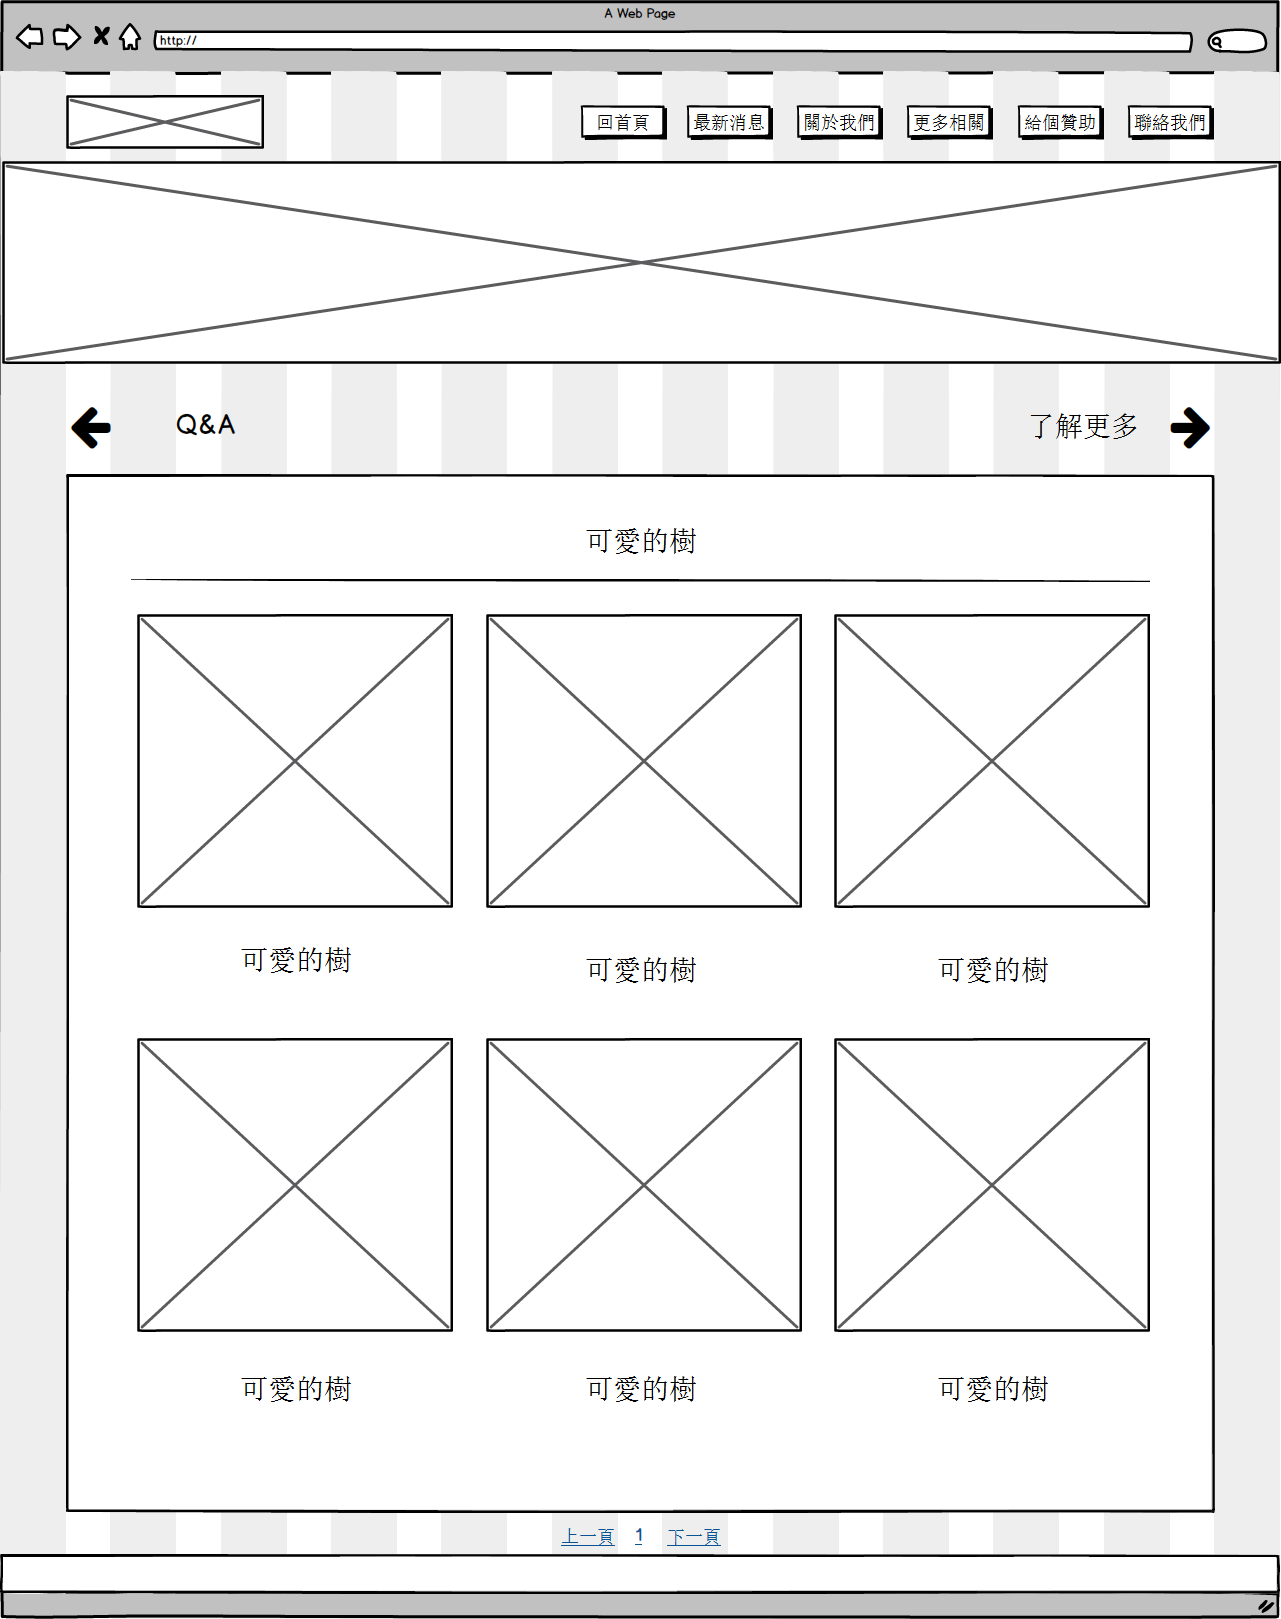 A Web Page
http://
回首頁
最新消息
關於我們
更多相關
給個贊助
聯絡我們
Q&A
了解更多
可愛的樹
可愛的樹
可愛的樹
可愛的樹
可愛的樹
可愛的樹
可愛的樹
上一頁 1 下一頁